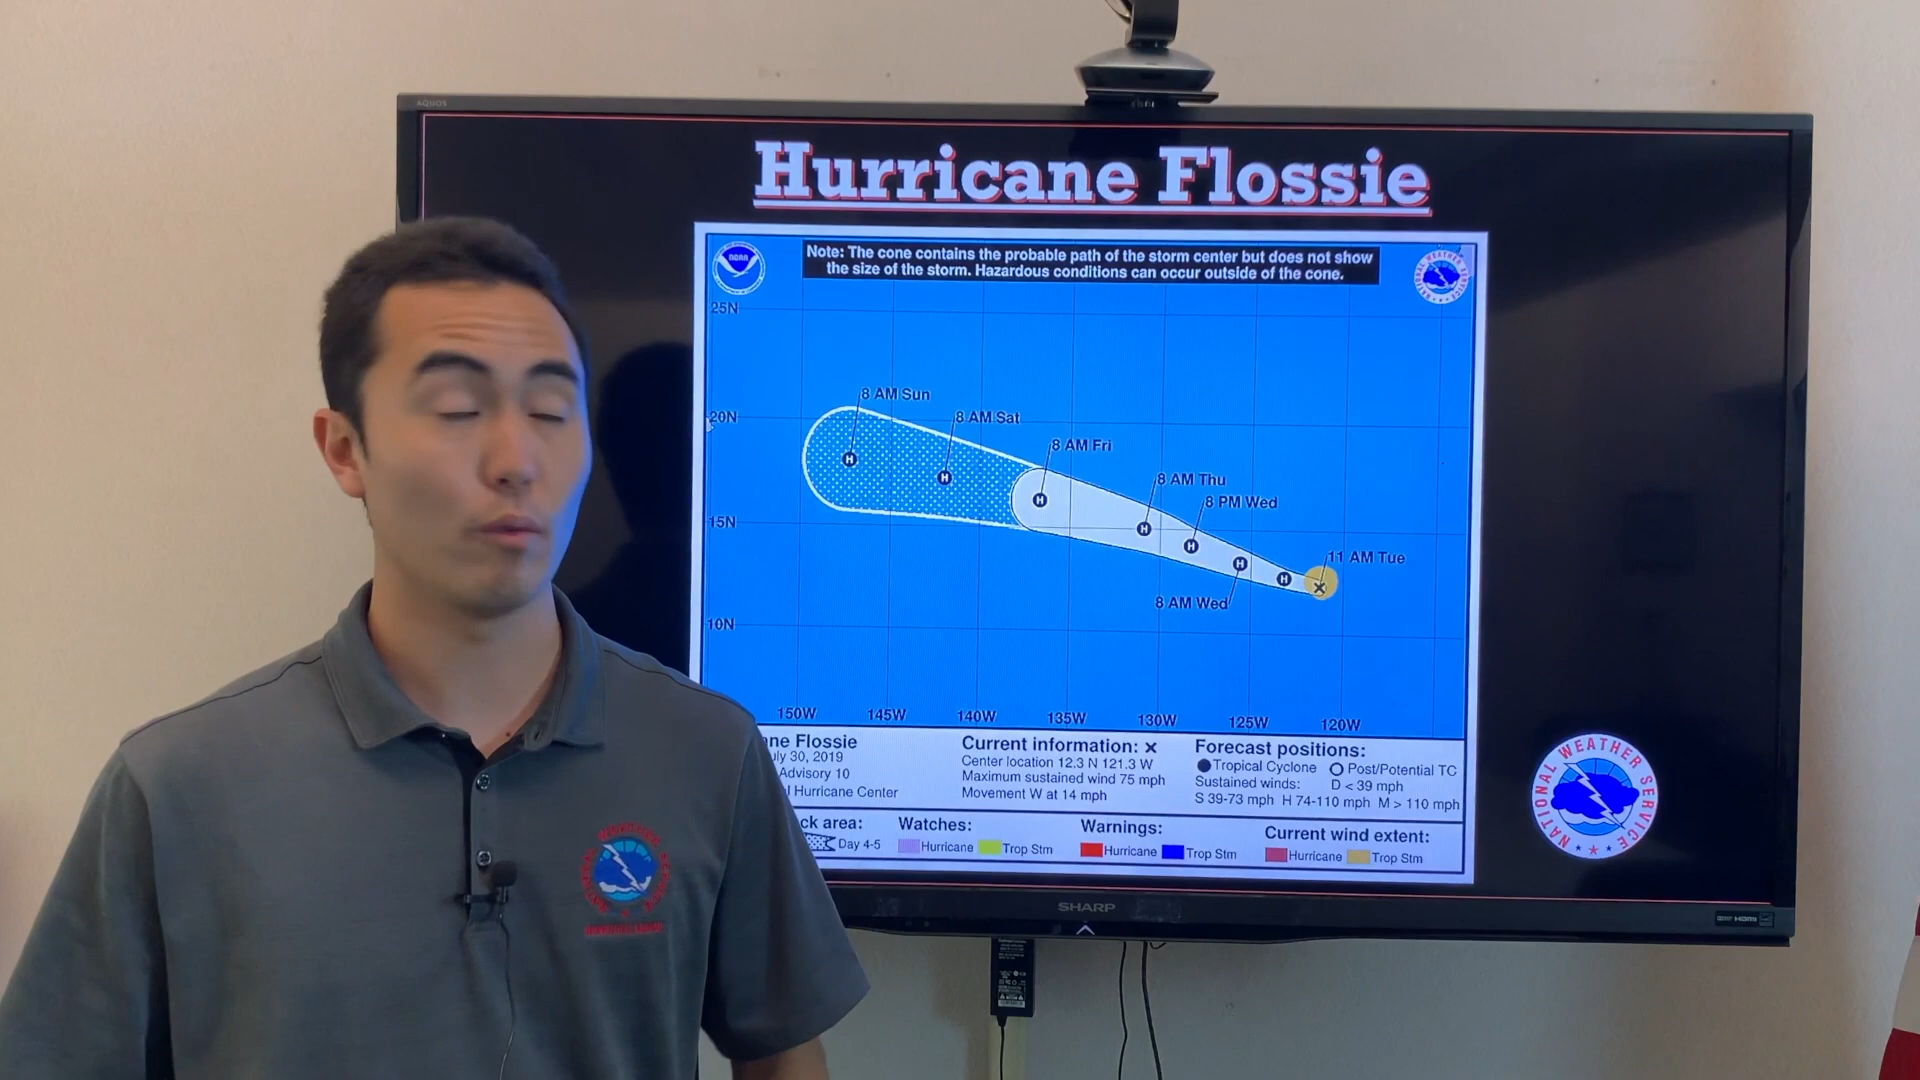 AQUOS
Hurricane Flossie
Note: The cone contains the probable path of the storm center but does not show
the size of the storm. Hazardous conditions can occur outside of the cone.
NOAA
NATIONAL WEATHER SERVICE
25N
20N
15N
10N
8 AM Sun
8 AM Sat
8 AM Fri
8 AM Thu
8 PM Wed
11 AM Tue
8 AM Wed
H
H
H
H
H
H
H
150W 145W 140W 135W 130W 125W 120W
ne Flossie
uly 30, 2019
Advisory 10
l Hurricane Center
Current information: x
Center location 12.3 N 121.3 W
Maximum sustained wind 75 mph
Movement W at 14 mph
Forecast positions:
Tropical Cyclone Post/Potential TC
Sustained winds: D < 39 mph
S 39-73 mph H 74-110 mph M > 110 mph
ck area:
Day 4-5
Watches:
Hurricane Trop Stm
Warnings:
Hurricane Trop Stm
Current wind extent:
Hurricane Trop Stm
NATIONAL WEATHER SERVICE
SHARP
HDMI